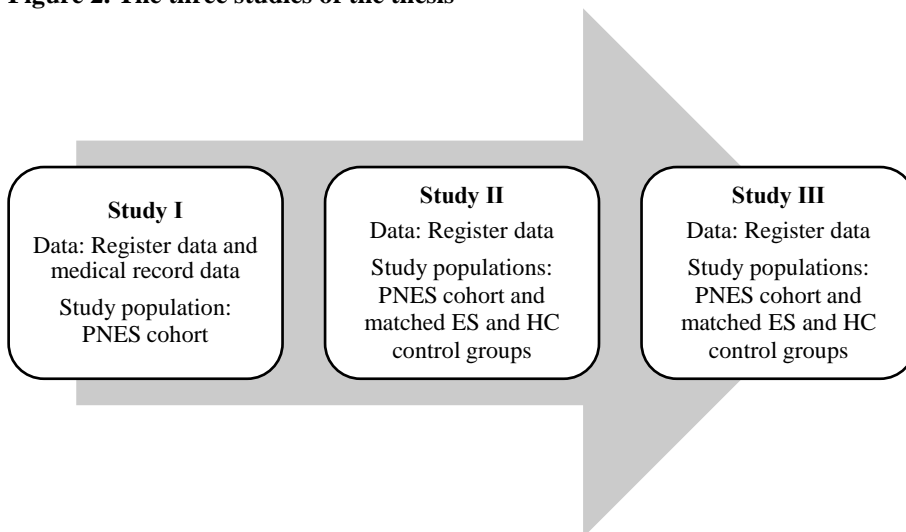 Figure 2. The three studies of the thesis
Study I
Data: Register data and
medical record data
Study population:
PNES cohort
Study II
Data: Register data
Study populations:
PNES cohort and
matched ES and HC
control groups
Study III
Data: Register data
Study populations:
PNES cohort and
matched ES and HC
control groups